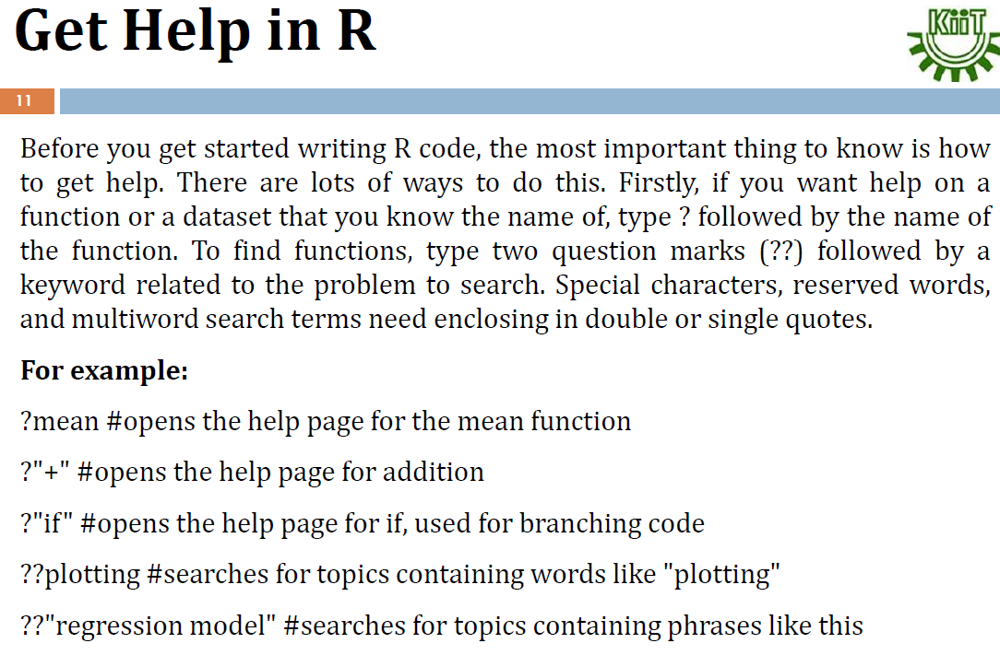 Get Help in R
KiiT
11
Before you get started writing R code, the most important thing to know is how
to get help. There are lots of ways to do this. Firstly, if you want help on a
function or a dataset that you know the name of, type ? followed by the name of
the function. To find functions, type two question marks (??) followed by a
keyword related to the problem to search. Special characters, reserved words,
and multiword search terms need enclosing in double or single quotes.
For example:
?mean #opens the help page for the mean function
?"+" #opens the help page for addition
?"if" #opens the help page for if, used for branching code
??plotting #searches for topics containing words like "plotting"
??"regression model" #searches for topics containing phrases like this